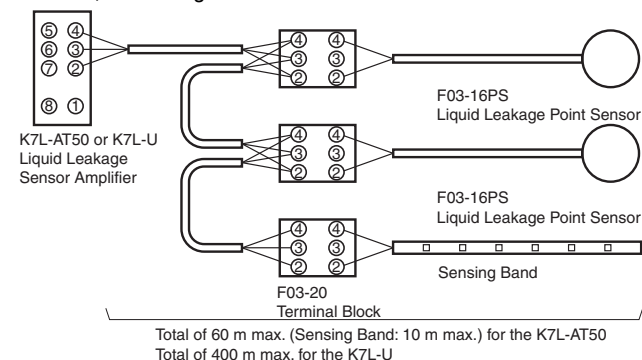 ⑤ ④
⑥ ③
⑦ ②
⑧ ①
K7L-AT50 or K7L-U
Liquid Leakage
Sensor Amplifier
④ ④
③ ③
② ②
F03-16PS
Liquid Leakage Point Sensor
④ ④
③ ③
② ②
F03-16PS
Liquid Leakage Point Sensor
④ ④
③ ③
② ②
Sensing Band
F03-20
Terminal Block
Total of 60 m max. (Sensing Band: 10 m max.) for the K7L-AT50
Total of 400 m max. for the K7L-U